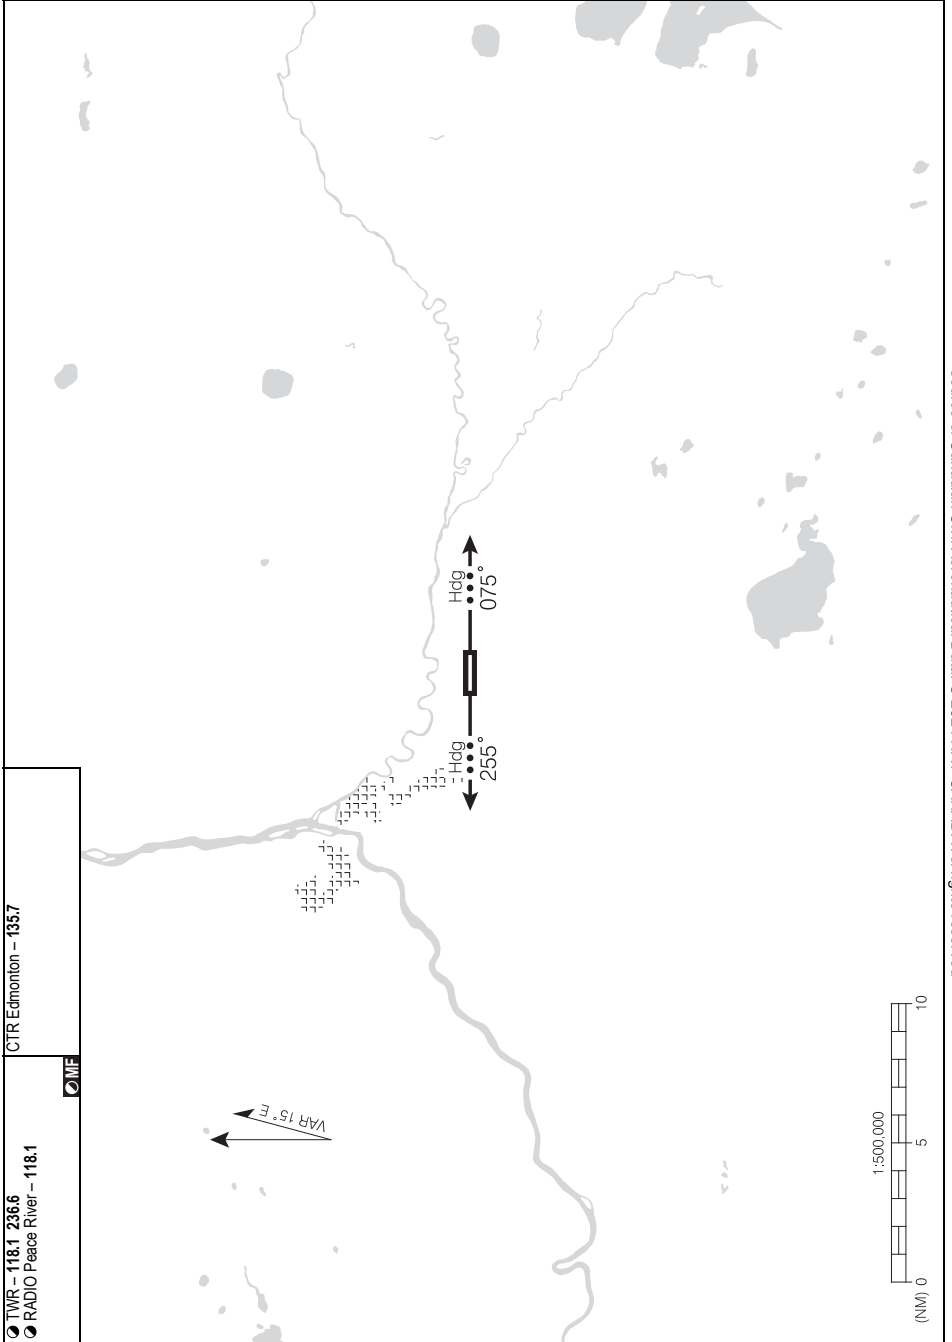 TWR – 118.1 236.6
RADIO Peace River – 118.1
MF
CTR Edmonton – 135.7
VAR 15° E
Hdg
255°
Hdg
075°
1:500,000
(NM) 0 5 10